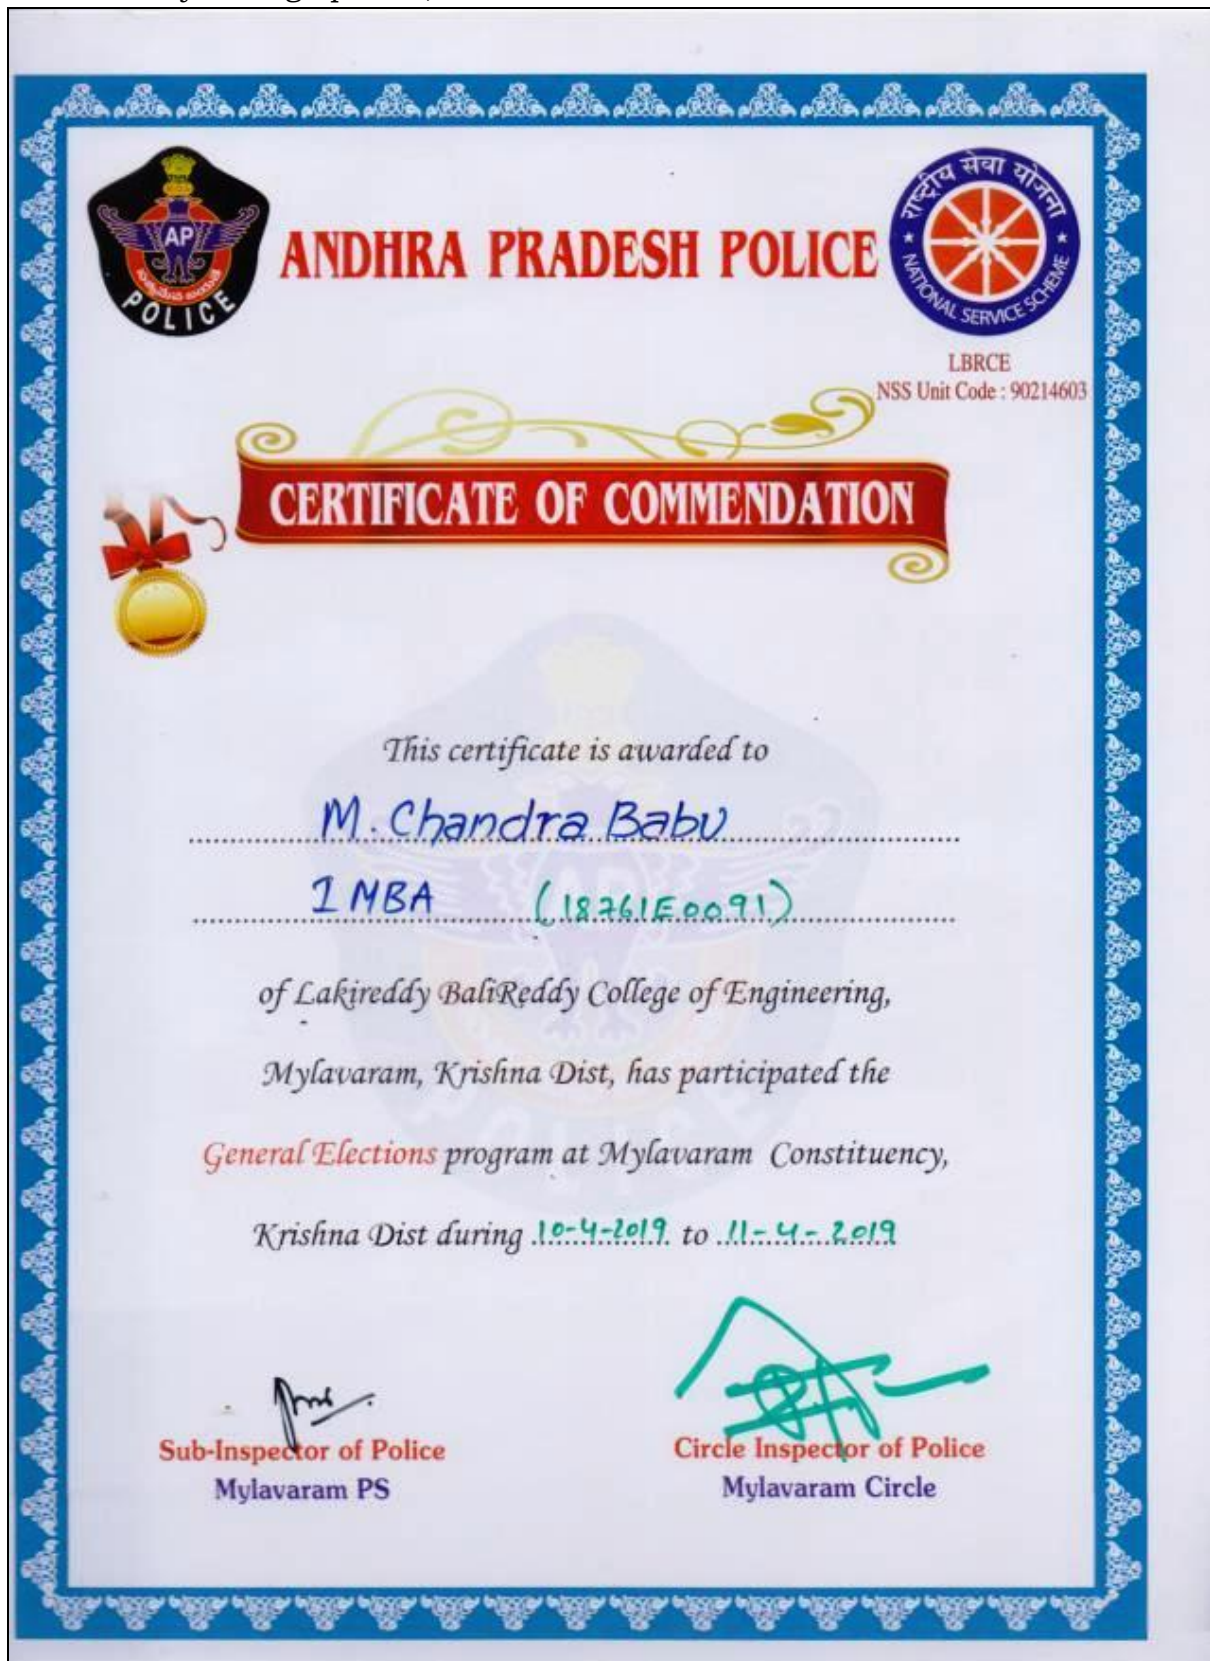 AP
POLICE
ANDHRA PRADESH POLICE
राष्ट्रीय सेवा योजना
NATIONAL SERVICE SCHEME
LBRCE
NSS Unit Code : 90214603
CERTIFICATE OF COMMENDATION
This certificate is awarded to
M. Chandra Babu
I MBA (18761E0091)
of Lakireddy BaliReddy College of Engineering,
Mylavaram, Krishna Dist, has participated the
General Elections program at Mylavaram Constituency,
Krishna Dist during 10-4-2019 to 11-4-2019
Sub-Inspector of Police
Mylavaram PS
Circle Inspector of Police
Mylavaram Circle